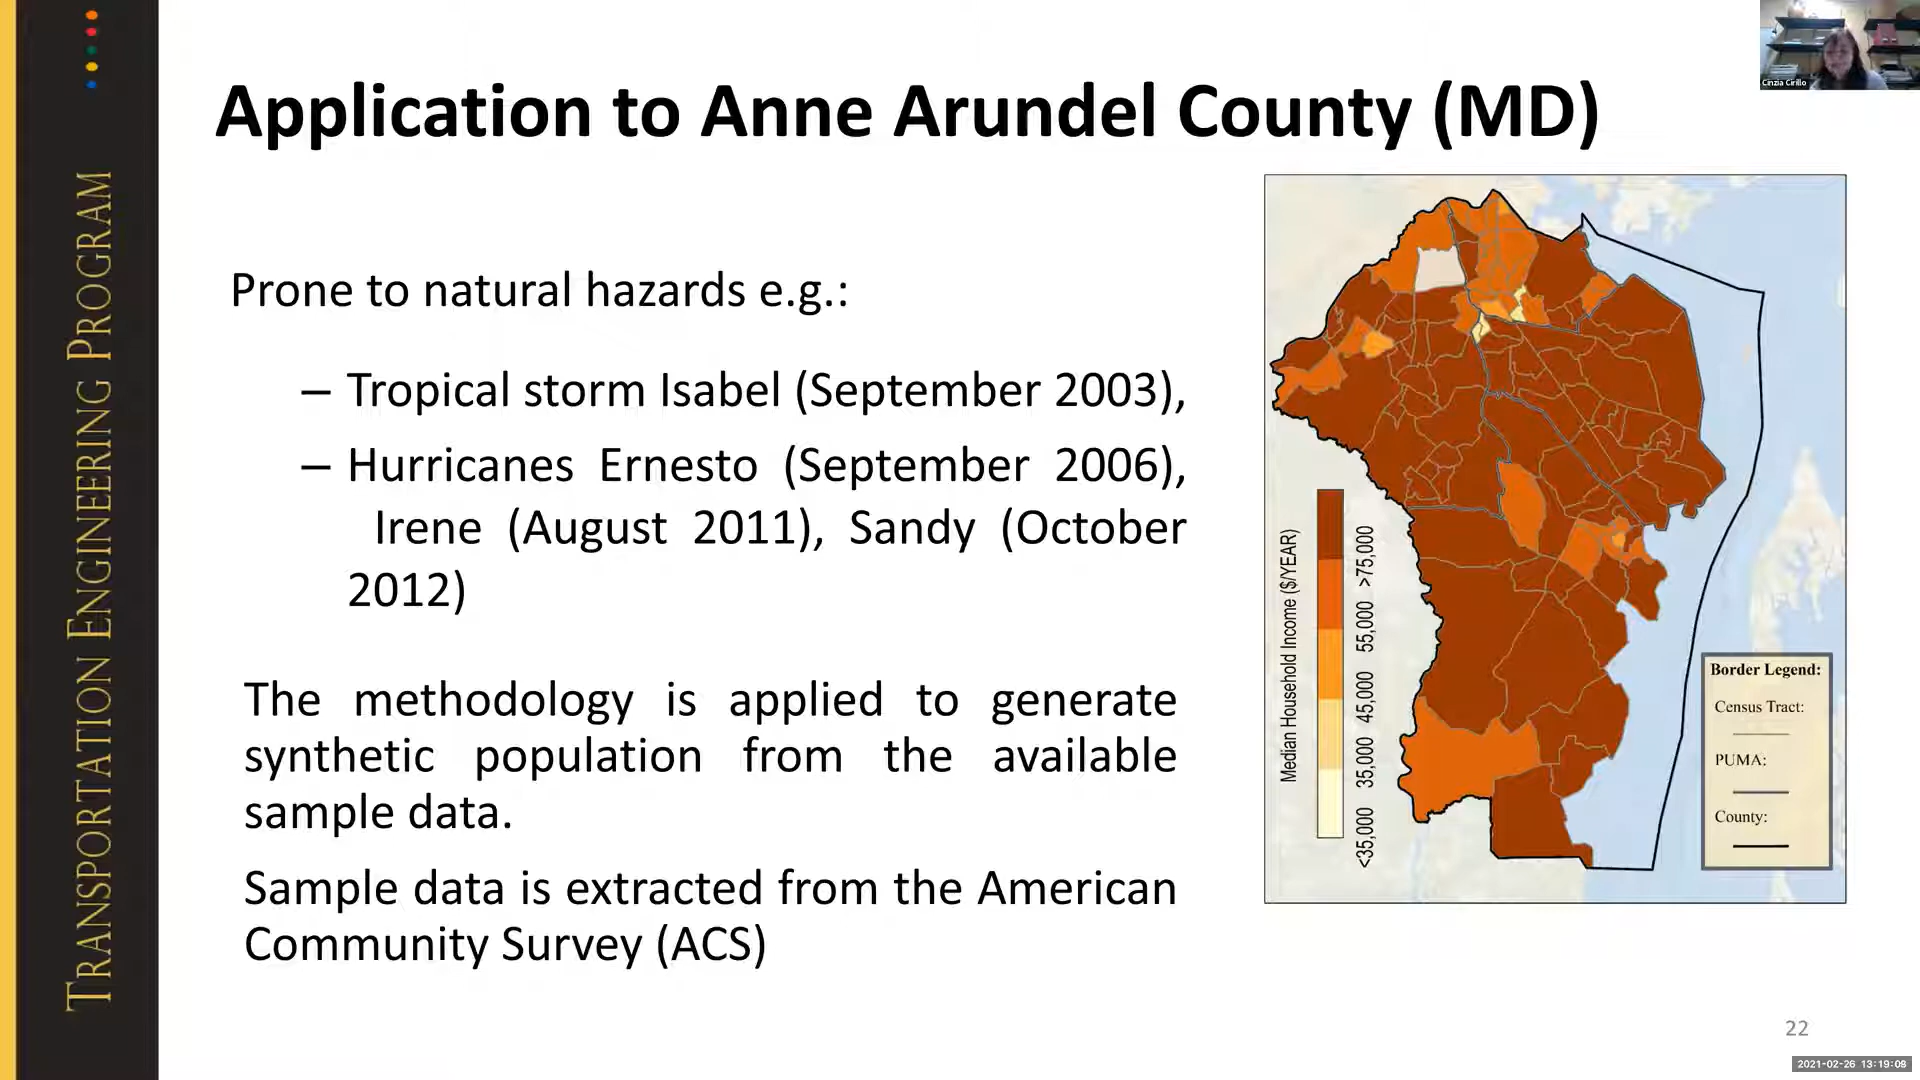 TRANSPORTATION ENGINEERING PROGRAM
Application to Anne Arundel County (MD)
Cinzia Cirillo
Prone to natural hazards e.g.:
– Tropical storm Isabel (September 2003),
– Hurricanes Ernesto (September 2006),
Irene (August 2011), Sandy (October
2012)
The methodology is applied to generate
synthetic population from the available
sample data.
Sample data is extracted from the American
Community Survey (ACS)
Median Household Income ($/YEAR)
<35,000 35,000 45,000 55,000 >75,000
Border Legend:
Census Tract:
PUMA:
County:
22
2021-02-26 13:19:08